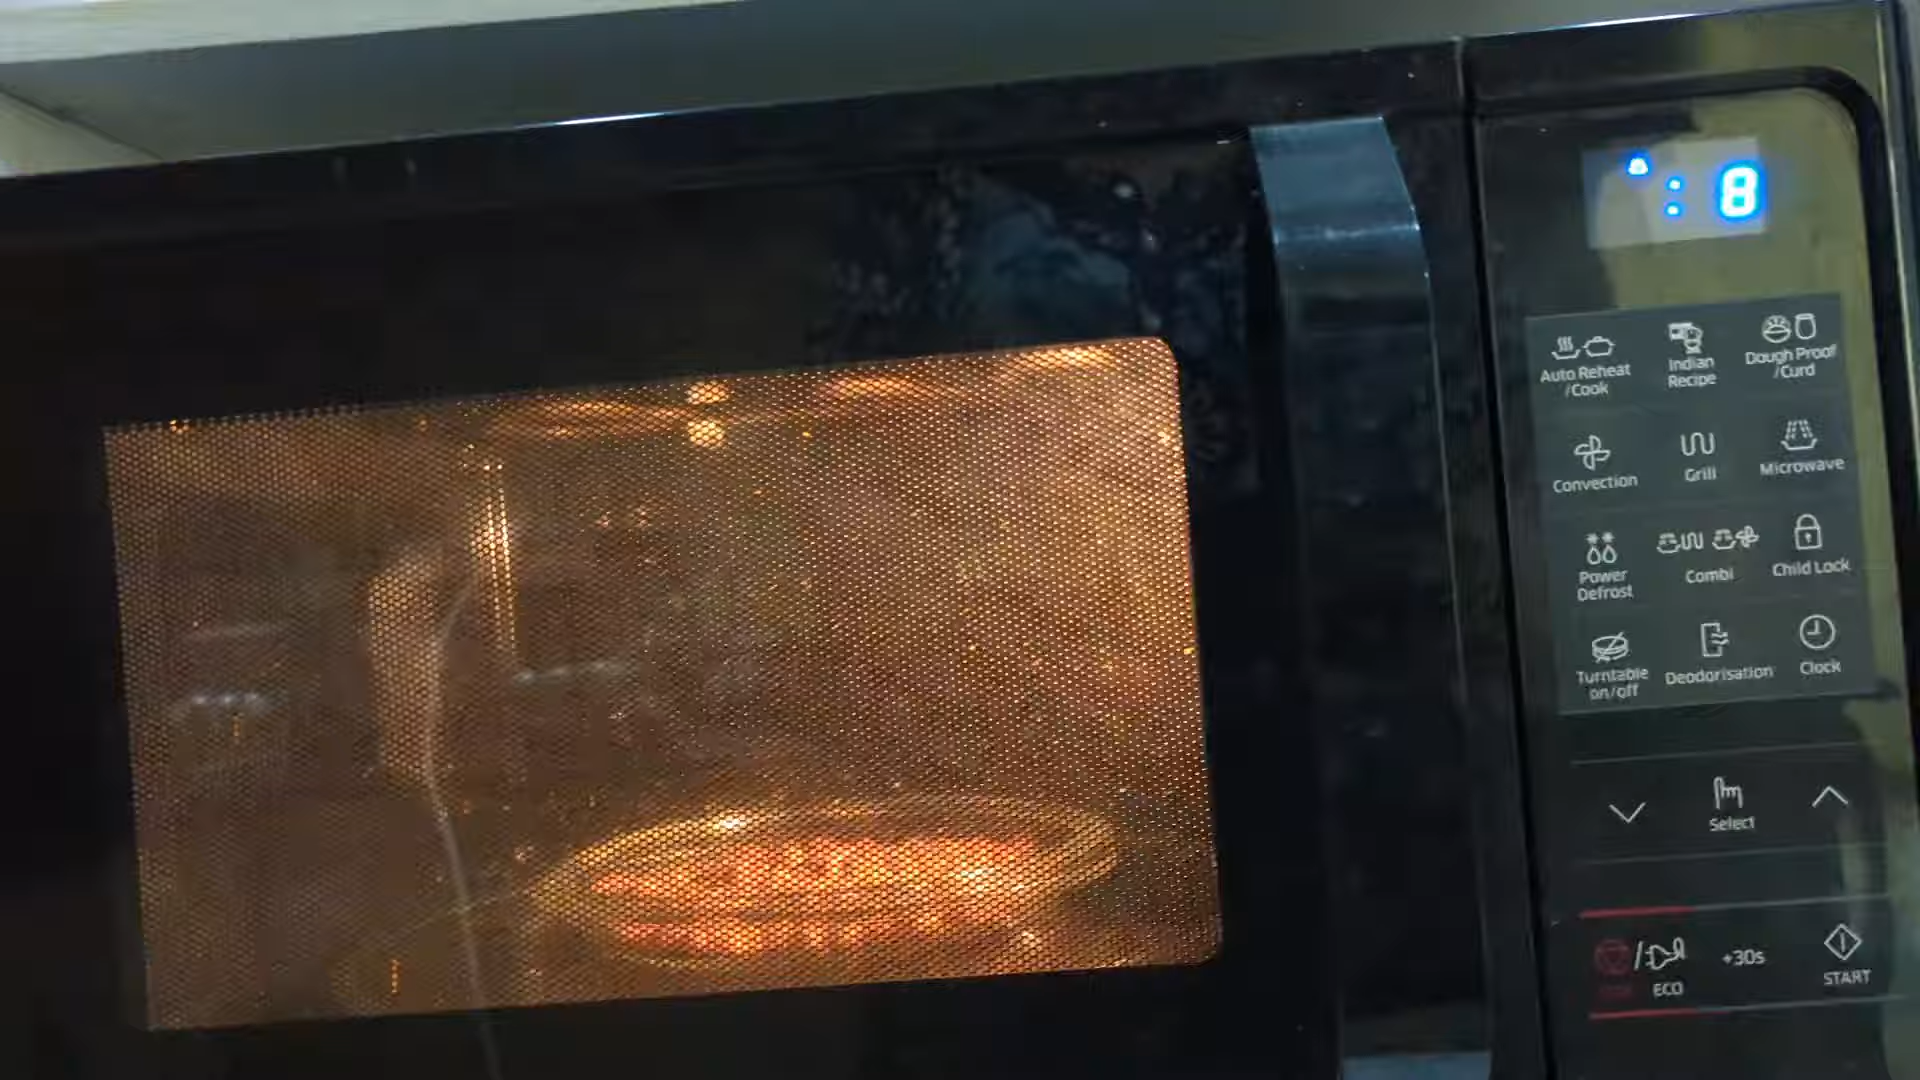 : 8
Auto Reheat
/Cook
Indian
Recipe
Dough Proof
/Curd
Convection
Grill
Microwave
Power
Defrost
Combi
Child Lock
Turntable
on/off
Deodorisation
Clock
Select
/
ECO
+30s
START